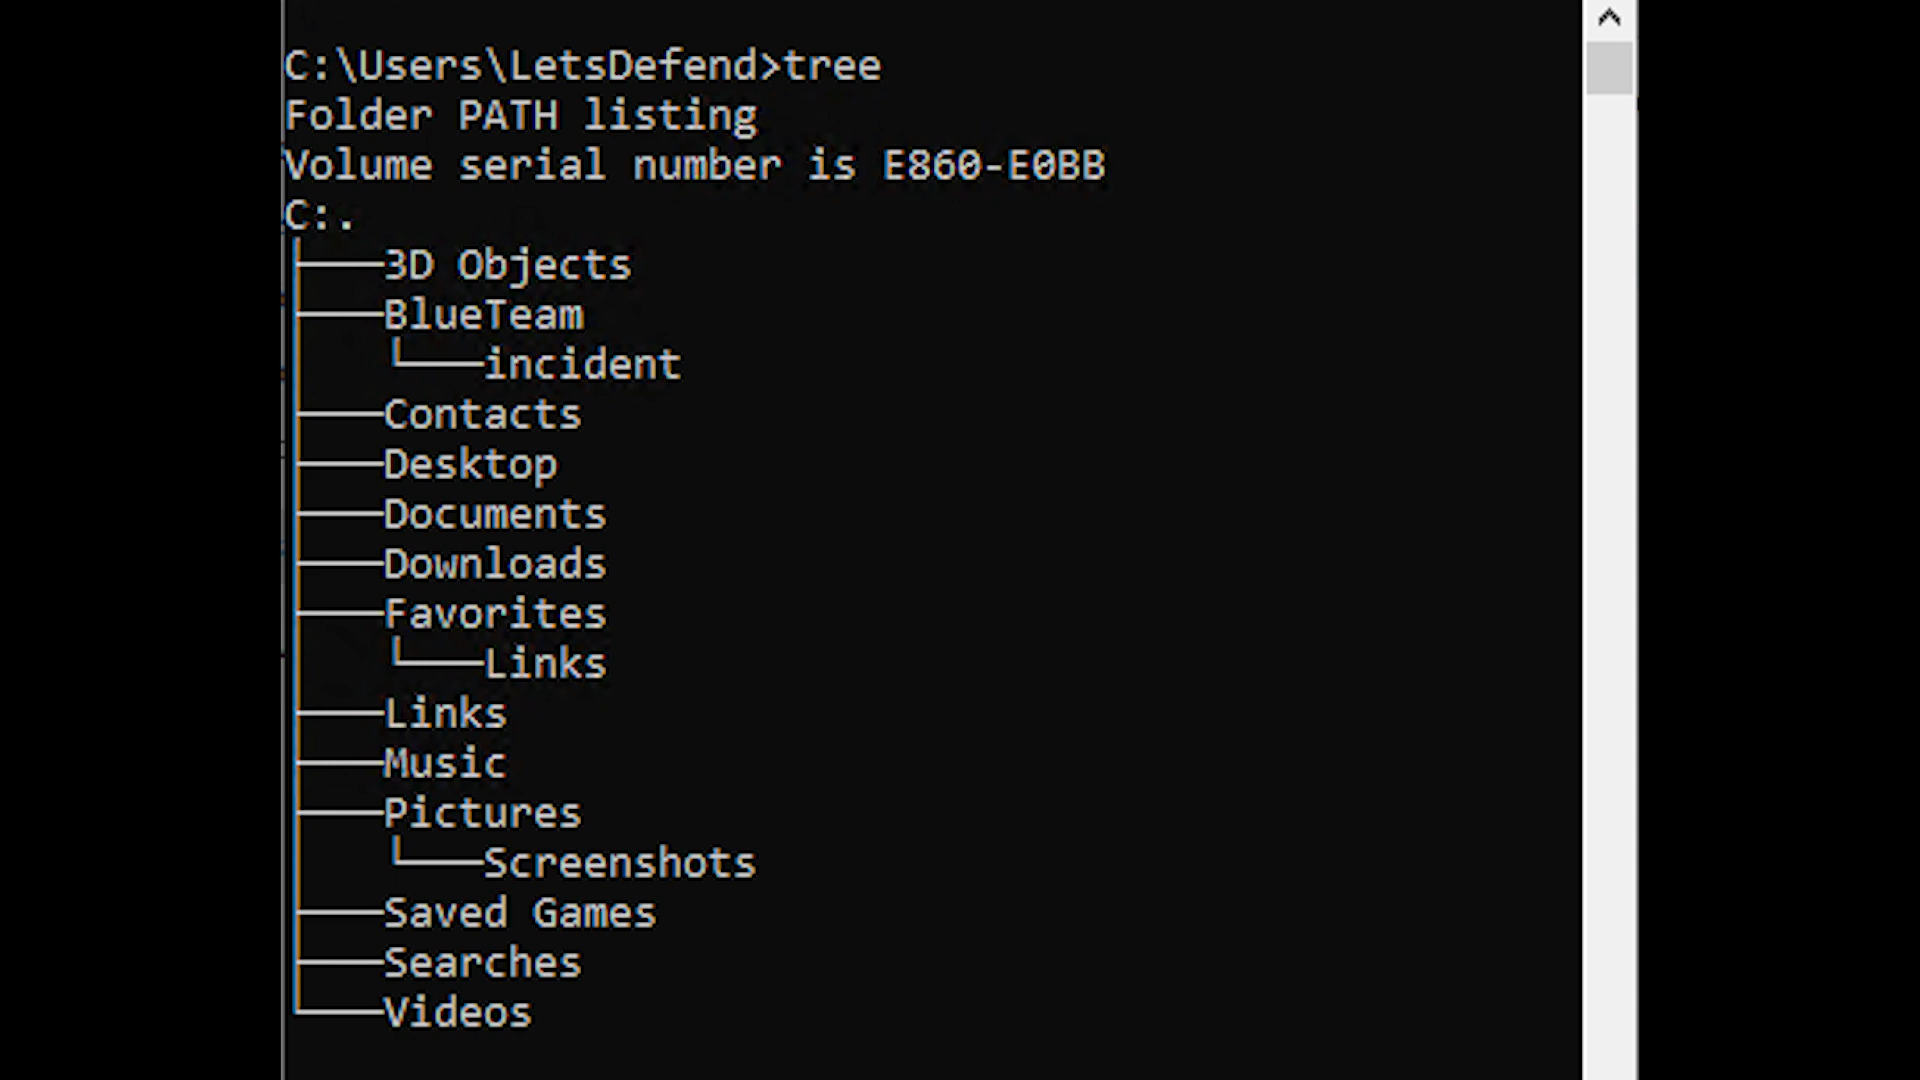 C:\Users\LetsDefend>tree
Folder PATH listing
Volume serial number is E860-E0BB
C:.
├───3D Objects
├───BlueTeam
│   └───incident
├───Contacts
├───Desktop
├───Documents
├───Downloads
├───Favorites
│   └───Links
├───Links
├───Music
├───Pictures
│   └───Screenshots
├───Saved Games
├───Searches
└───Videos